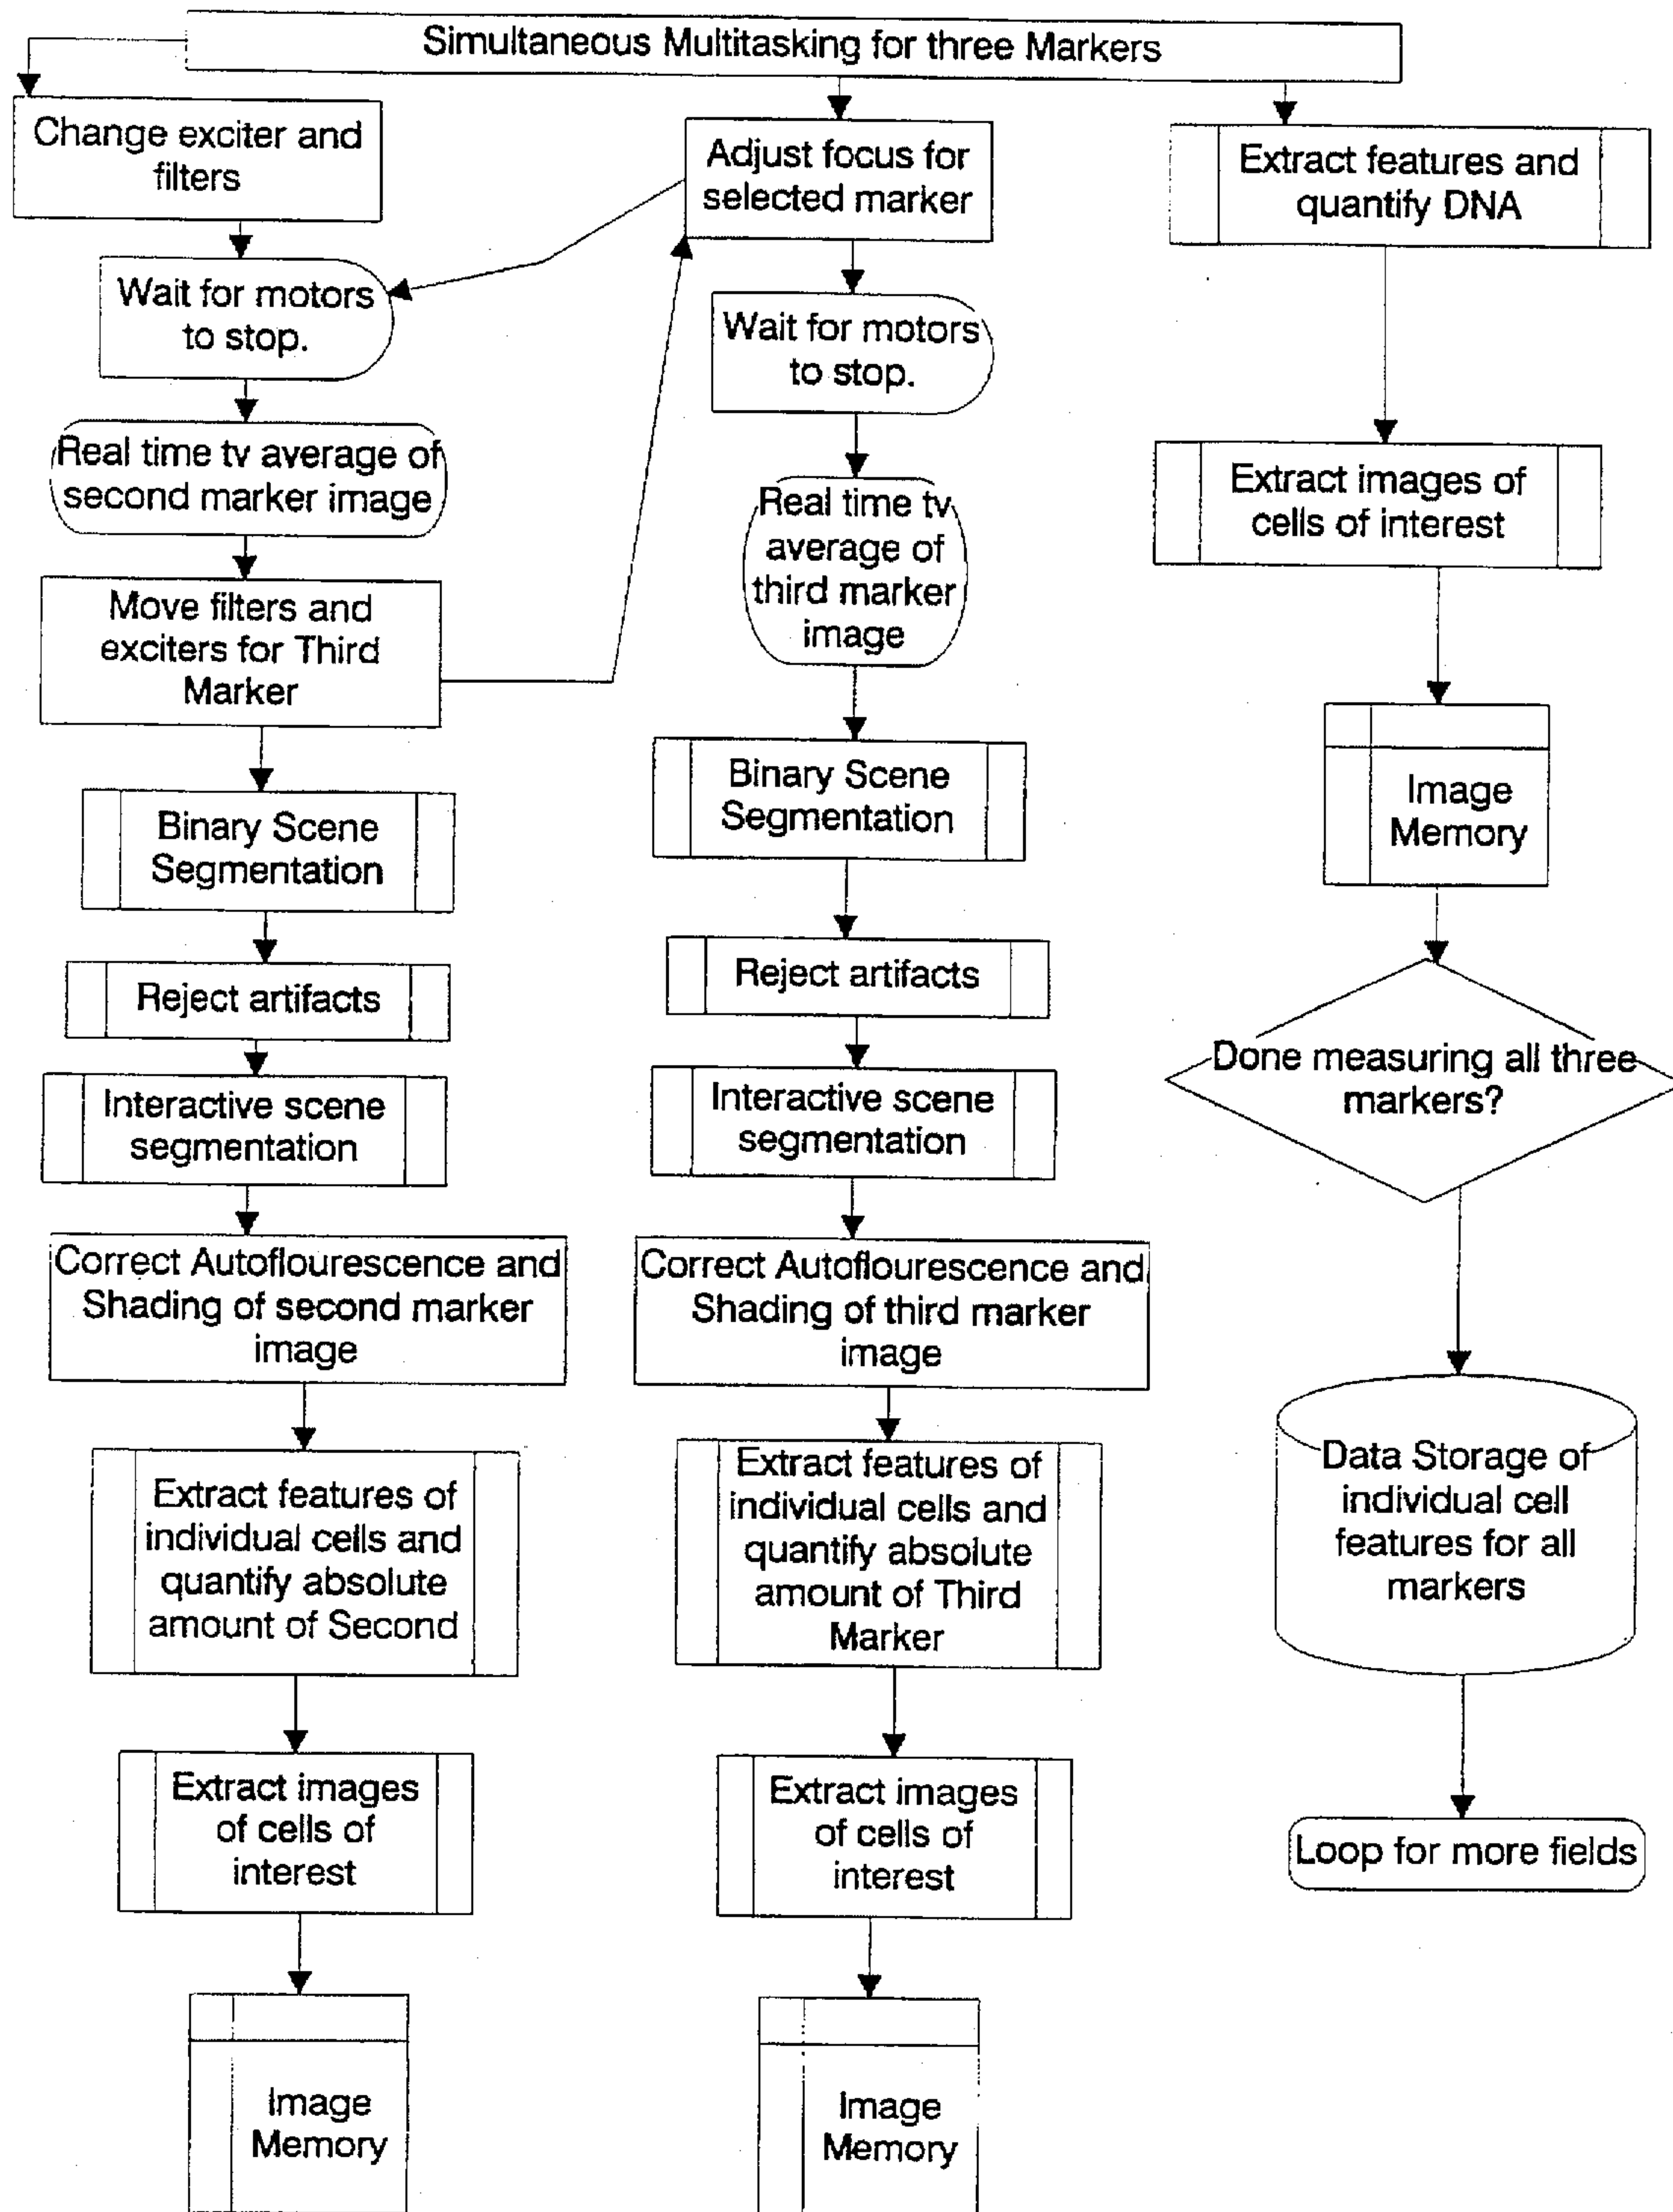 Simultaneous Multitasking for three Markers
Change exciter and
filters
Wait for motors
to stop.
Real time tv average of
second marker image
Move filters and
exciters for Third
Marker
Binary Scene
Segmentation
Reject artifacts
Interactive scene
segmentation
Correct Autoflourescence and
Shading of second marker
image
Extract features of
individual cells and
quantify absolute
amount of Second
Extract images
of cells of
interest
Image
Memory
Adjust focus for
selected marker
Wait for motors
to stop.
Real time tv
average of
third marker
image
Binary Scene
Segmentation
Reject artifacts
Interactive scene
segmentation
Correct Autoflourescence and
Shading of third marker
image
Extract features of
individual cells and
quantify absolute
amount of Third
Marker
Extract images
of cells of
interest
Image
Memory
Extract features and
quantify DNA
Extract images of
cells of interest
Image
Memory
Done measuring all three
markers?
Data Storage of
individual cell
features for all
markers
Loop for more fields